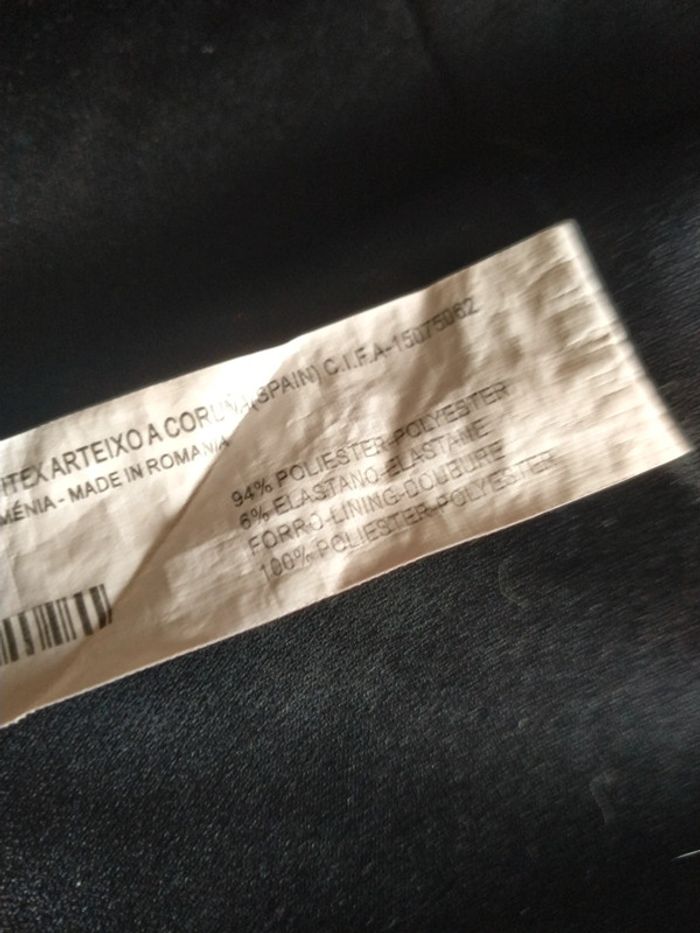 ITEX ARTEIXO A CORUÑA (SPAIN) C.I.F.A-15075062
MÉNIA - MADE IN ROMANIA
94% POLIESTER-POLYESTER
6% ELASTANO-ELASTANE
FORRO-LINING-DOUBURE
100% POLIESTER-POLYESTER